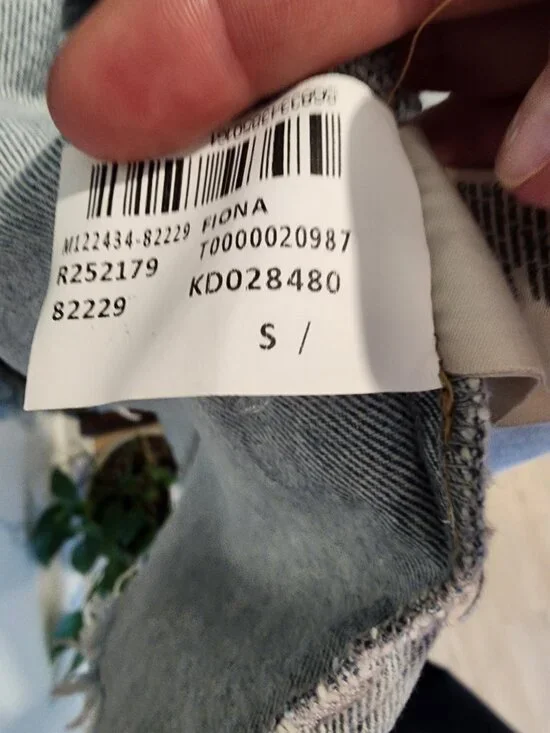 M122434-82229 FIONA
R252179 T0000020987
82229 KD028480
S /